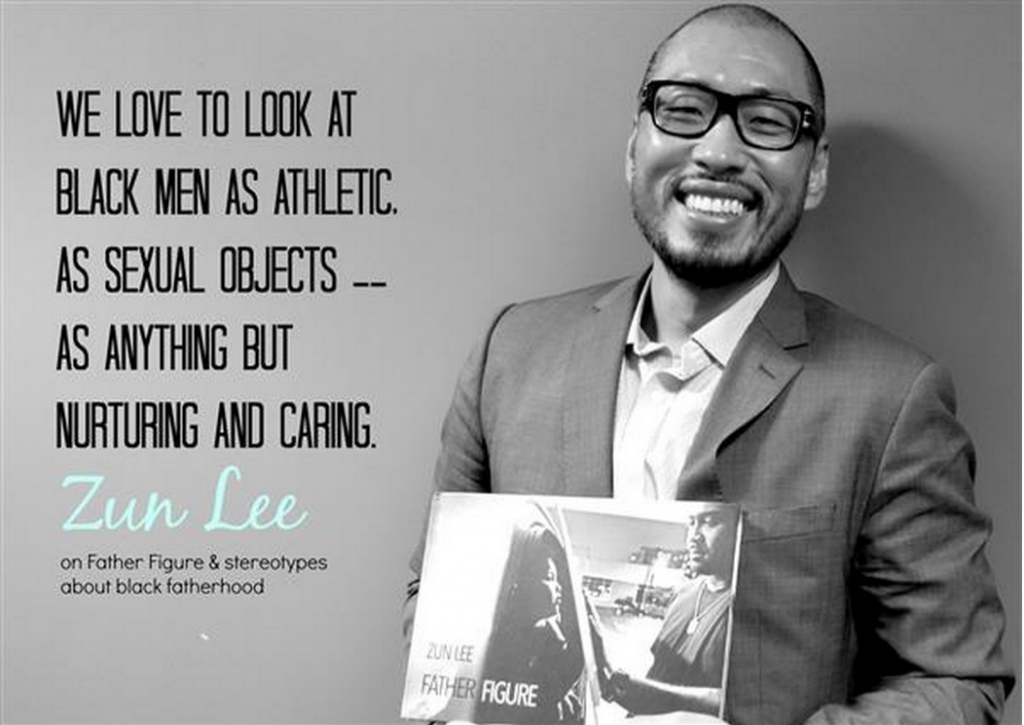 WE LOVE TO LOOK AT
BLACK MEN AS ATHLETIC.
AS SEXUAL OBJECTS --
AS ANYTHING BUT
NURTURING AND CARING.
Zun Lee
on Father Figure & stereotypes
about black fatherhood
ZUN LEE
FATHER FIGURE